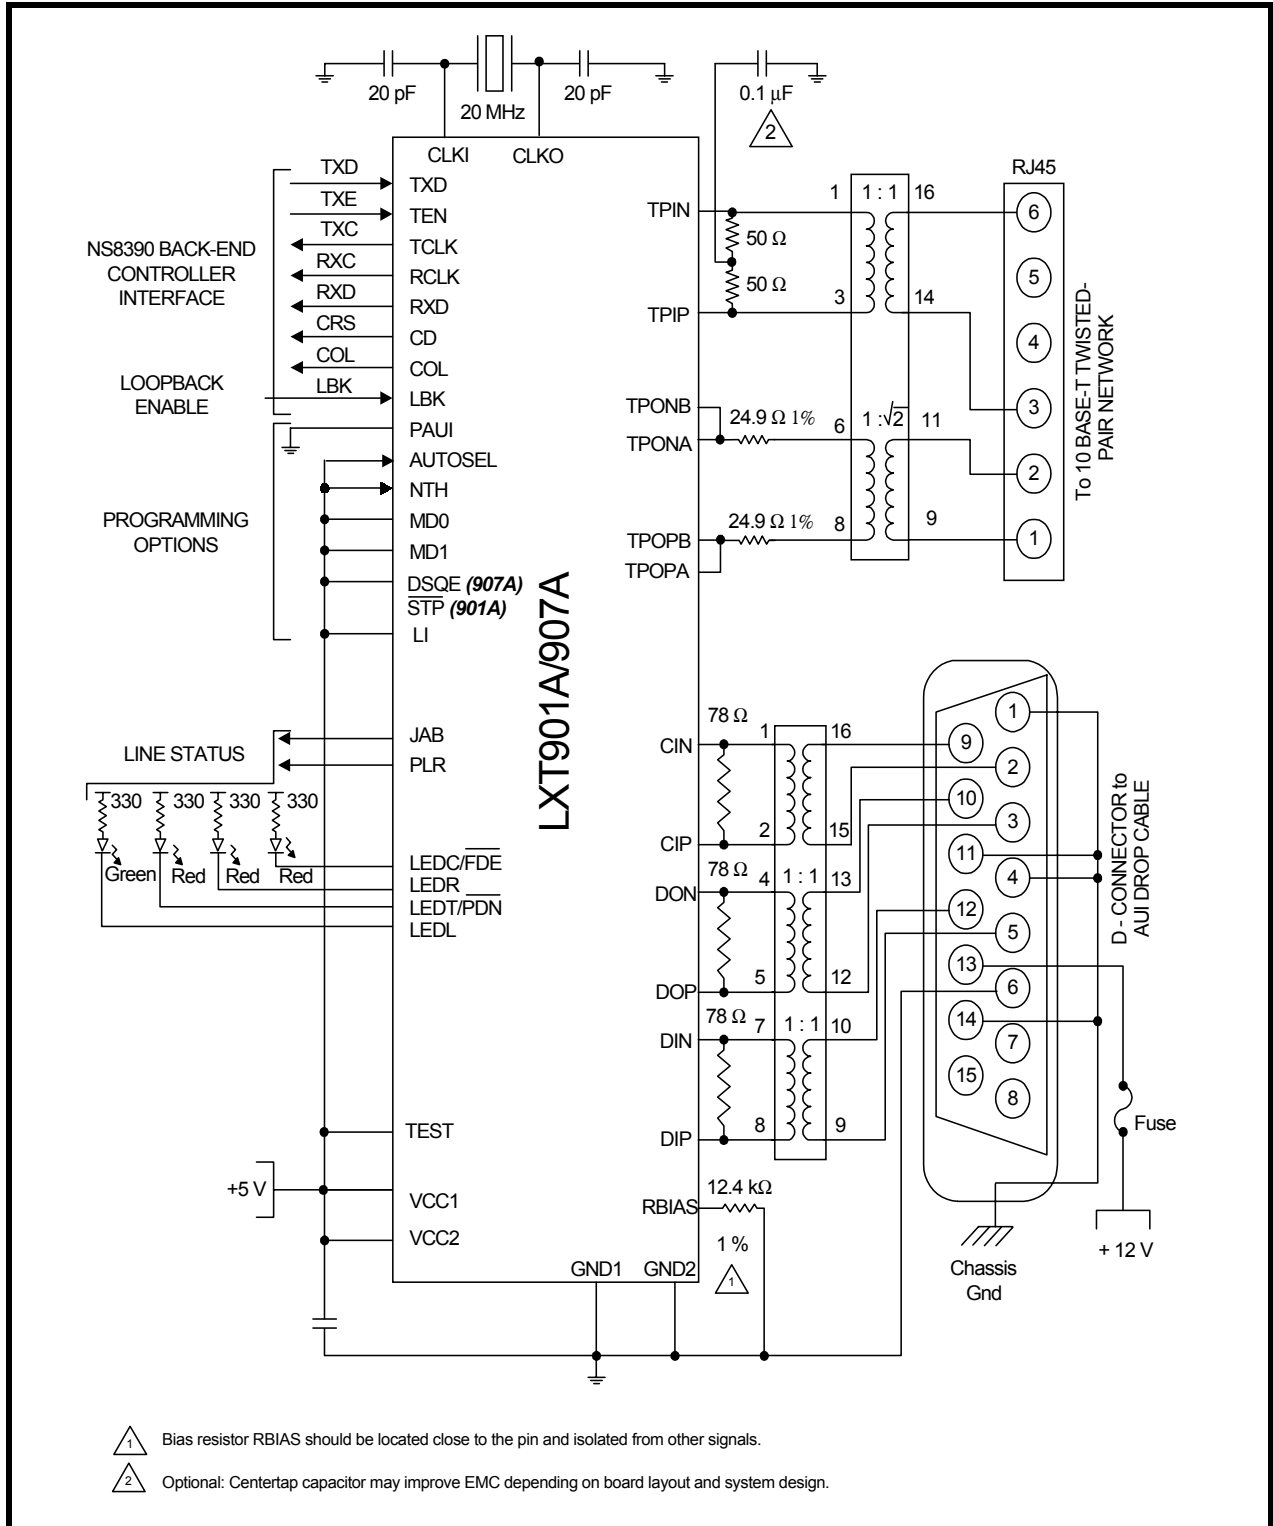 20 pF
20 MHz
20 pF
0.1 µF
2
CLKI
CLKO
RJ45
TXD
TXE
TXC
RXC
RXD
CRS
COL
LBK
NS8390 BACK-END
CONTROLLER
INTERFACE
LOOPBACK
ENABLE
PROGRAMMING
OPTIONS
TXD
TEN
TCLK
RCLK
RXD
CD
COL
LBK
PAUI
AUTOSEL
NTH
MD0
MD1
DSQE (907A)
STP (901A)
LI
LXT901A/907A
TPIN
50 Ω
50 Ω
TPIP
1
1 : 1
16
3
14
TPONB
TPONA
24.9 Ω 1%
6
1 :√2
11
TPOPB
TPOPA
24.9 Ω 1%
8
9
6
5
4
3
2
1
To 10 BASE-T TWISTED-
PAIR NETWORK
LINE STATUS
JAB
PLR
330
330
330
330
Green
Red
Red
Red
LEDC/FDE
LEDR
LEDT/PDN
LEDL
CIN
78 Ω
1
16
CIP
2
15
DON
78 Ω
4
1 : 1
13
DOP
5
12
DIN
78 Ω
7
1 : 1
10
DIP
8
9
1
9
2
10
3
11
4
12
5
13
6
14
7
15
8
D - CONNECTOR to
AUI DROP CABLE
Fuse
+ 12 V
Chassis
Gnd
TEST
+5 V
VCC1
VCC2
RBIAS
12.4 kΩ
1 %
1
GND1
GND2
1 Bias resistor RBIAS should be located close to the pin and isolated from other signals.
2 Optional: Centertap capacitor may improve EMC depending on board layout and system design.